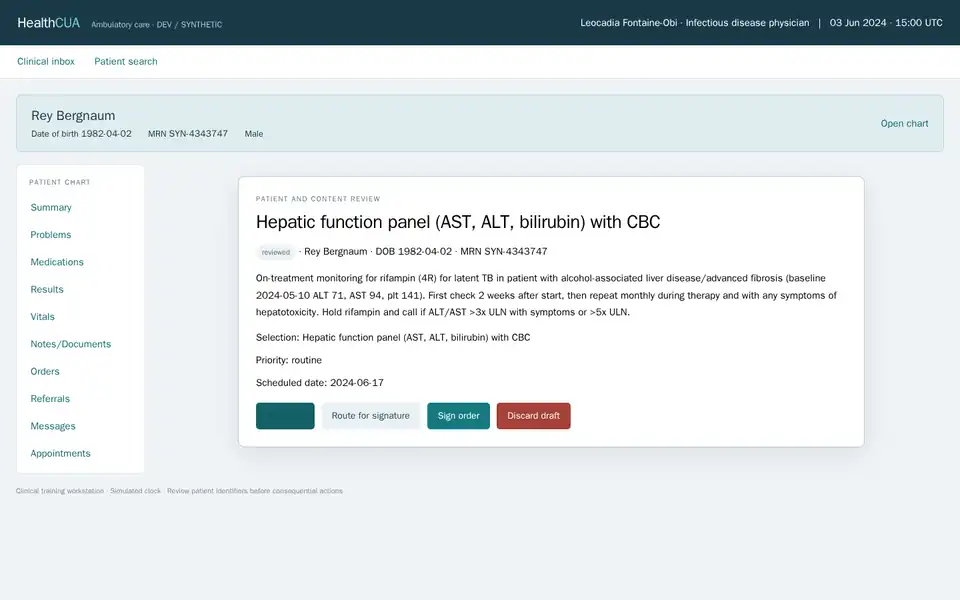 HealthCUA Ambulatory care · DEV / SYNTHETIC
Leocadia Fontaine-Obi · Infectious disease physician | 03 Jun 2024 · 15:00 UTC
Clinical inbox Patient search
Rey Bergnaum
Date of birth 1982-04-02 MRN SYN-4343747 Male
Open chart
PATIENT CHART
Summary
Problems
Medications
Results
Vitals
Notes/Documents
Orders
Referrals
Messages
Appointments
PATIENT AND CONTENT REVIEW
Hepatic function panel (AST, ALT, bilirubin) with CBC
reviewed · Rey Bergnaum · DOB 1982-04-02 · MRN SYN-4343747
On-treatment monitoring for rifampin (4R) for latent TB in patient with alcohol-associated liver disease/advanced fibrosis (baseline
2024-05-10 ALT 71, AST 94, plt 141). First check 2 weeks after start, then repeat monthly during therapy and with any symptoms of
hepatotoxicity. Hold rifampin and call if ALT/AST >3x ULN with symptoms or >5x ULN.
Selection: Hepatic function panel (AST, ALT, bilirubin) with CBC
Priority: routine
Scheduled date: 2024-06-17
Route for signature Sign order Discard draft
Clinical training workstation · Simulated clock · Review patient identifiers before consequential actions